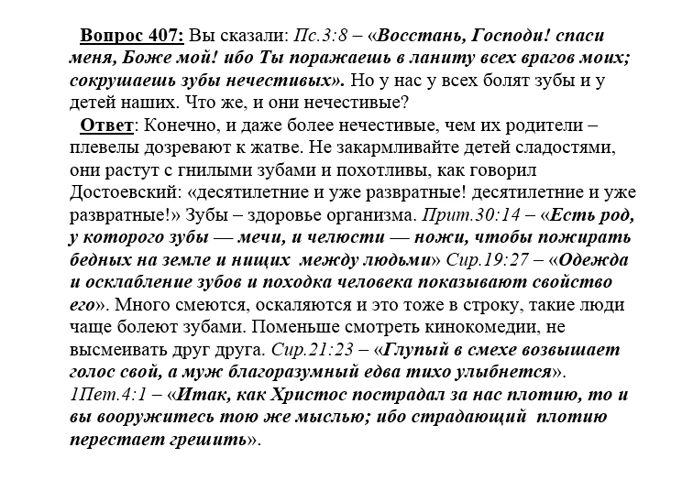 Вопрос 407: Вы сказали: Пс.3:8 – «Восстань, Господи! спаси
меня, Боже мой! ибо Ты поражаешь в ланиту всех врагов моих;
сокрушаешь зубы нечестивых». Но у нас у всех болят зубы и у
детей наших. Что же, и они нечестивые?
Ответ: Конечно, и даже более нечестивые, чем их родители –
плевелы дозревают к жатве. Не закармливайте детей сладостями,
они растут с гнилыми зубами и похотливы, как говорил
Достоевский: «десятилетние и уже развратные! десятилетние и уже
развратные!» Зубы – здоровье организма. Прит.30:14 – «Есть род,
у которого зубы — мечи, и челюсти — ножи, чтобы пожирать
бедных на земле и нищих  между людьми» Сир.19:27 – «Одежда
и осклабление зубов и походка человека показывают свойство
его». Много смеются, оскаляются и это тоже в строку, такие люди
чаще болеют зубами. Поменьше смотреть кинокомедии, не
высмеивать друг друга. Сир.21:23 – «Глупый в смехе возвышает
голос свой, а муж благоразумный едва тихо улыбнется».
1Пет.4:1 – «Итак, как Христос пострадал за нас плотию, то и
вы вооружитесь тою же мыслью; ибо страдающий  плотию
перестает грешить».